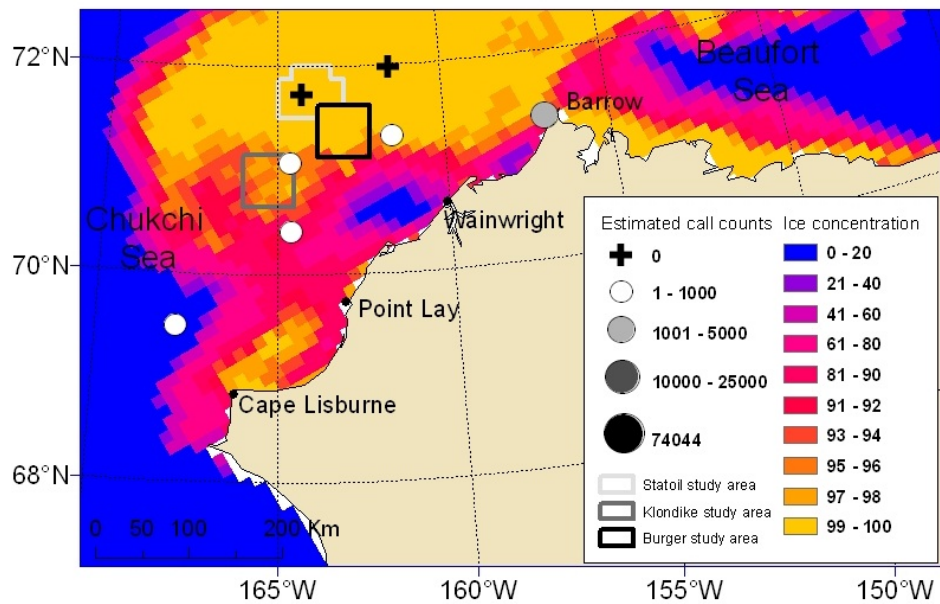 72°N
70°N
68°N
165°W
160°W
155°W
150°W
Beaufort
Sea
Barrow
Wainwright
Chukchi
Sea
Point Lay
Cape Lisburne
0 50 100 200 Km
Estimated call counts
0
1 - 1000
1001 - 5000
10000 - 25000
74044
Statoil study area
Klondike study area
Burger study area
Ice concentration
0 - 20
21 - 40
41 - 60
61 - 80
81 - 90
91 - 92
93 - 94
95 - 96
97 - 98
99 - 100